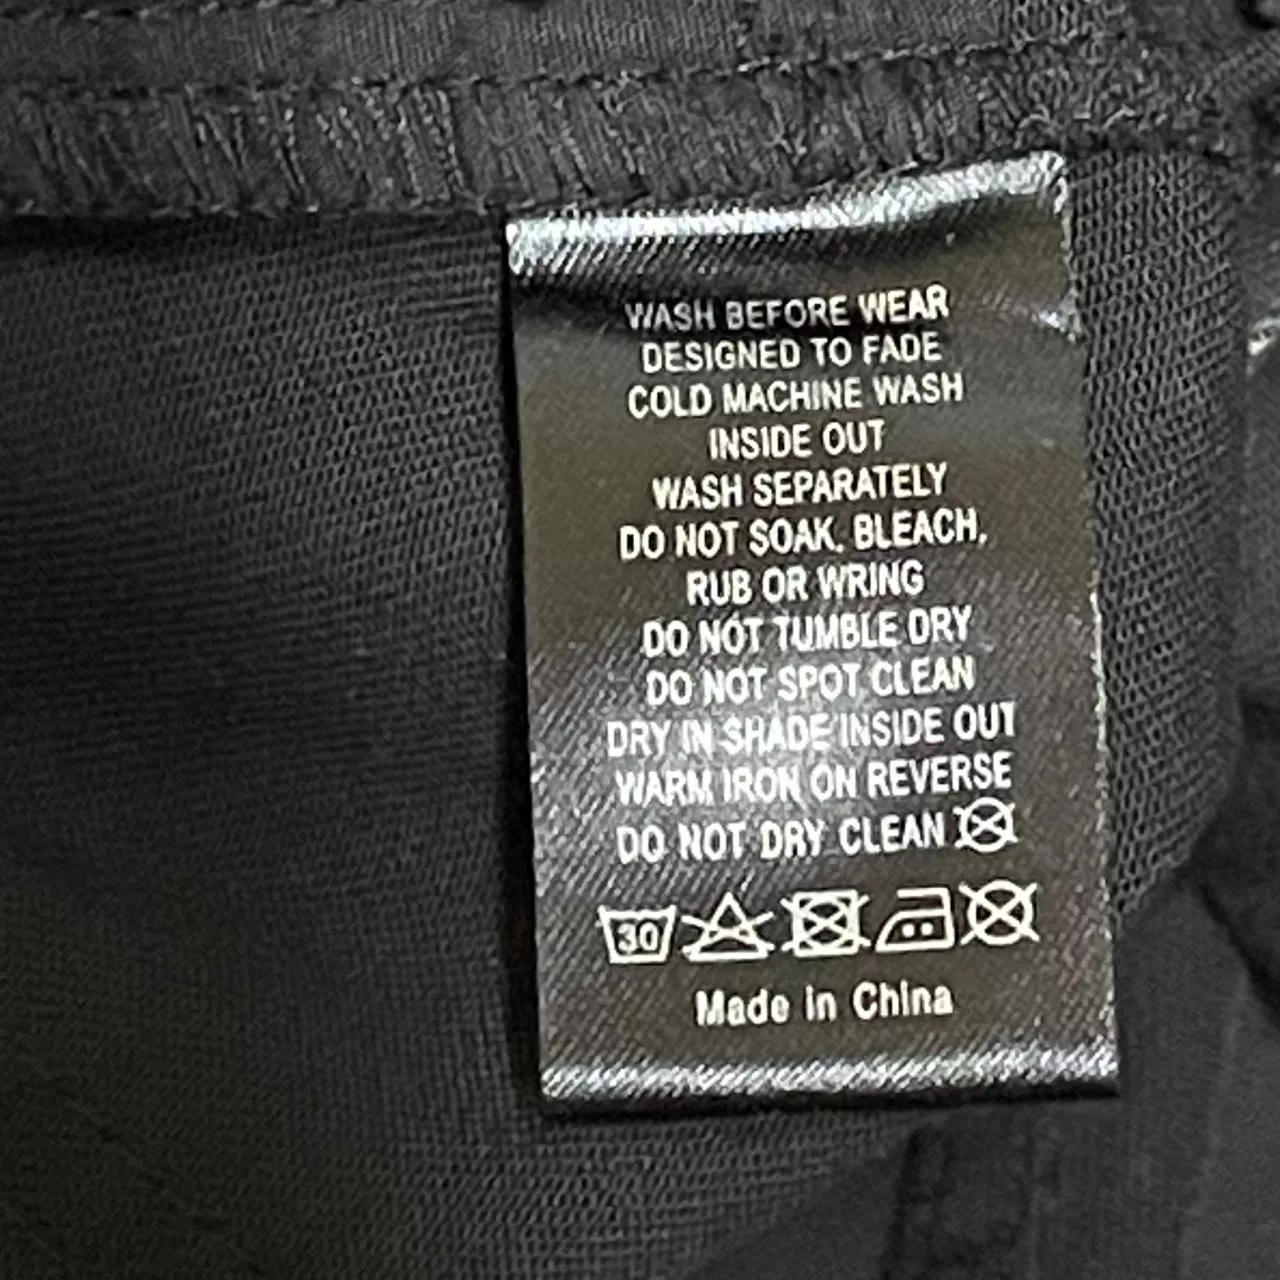 WASH BEFORE WEAR
DESIGNED TO FADE
COLD MACHINE WASH
INSIDE OUT
WASH SEPARATELY
DO NOT SOAK, BLEACH,
RUB OR WRING
DO NOT TUMBLE DRY
DO NOT SPOT CLEAN
DRY IN SHADE INSIDE OUT
WARM IRON ON REVERSE
DO NOT DRY CLEAN
30
Made in China